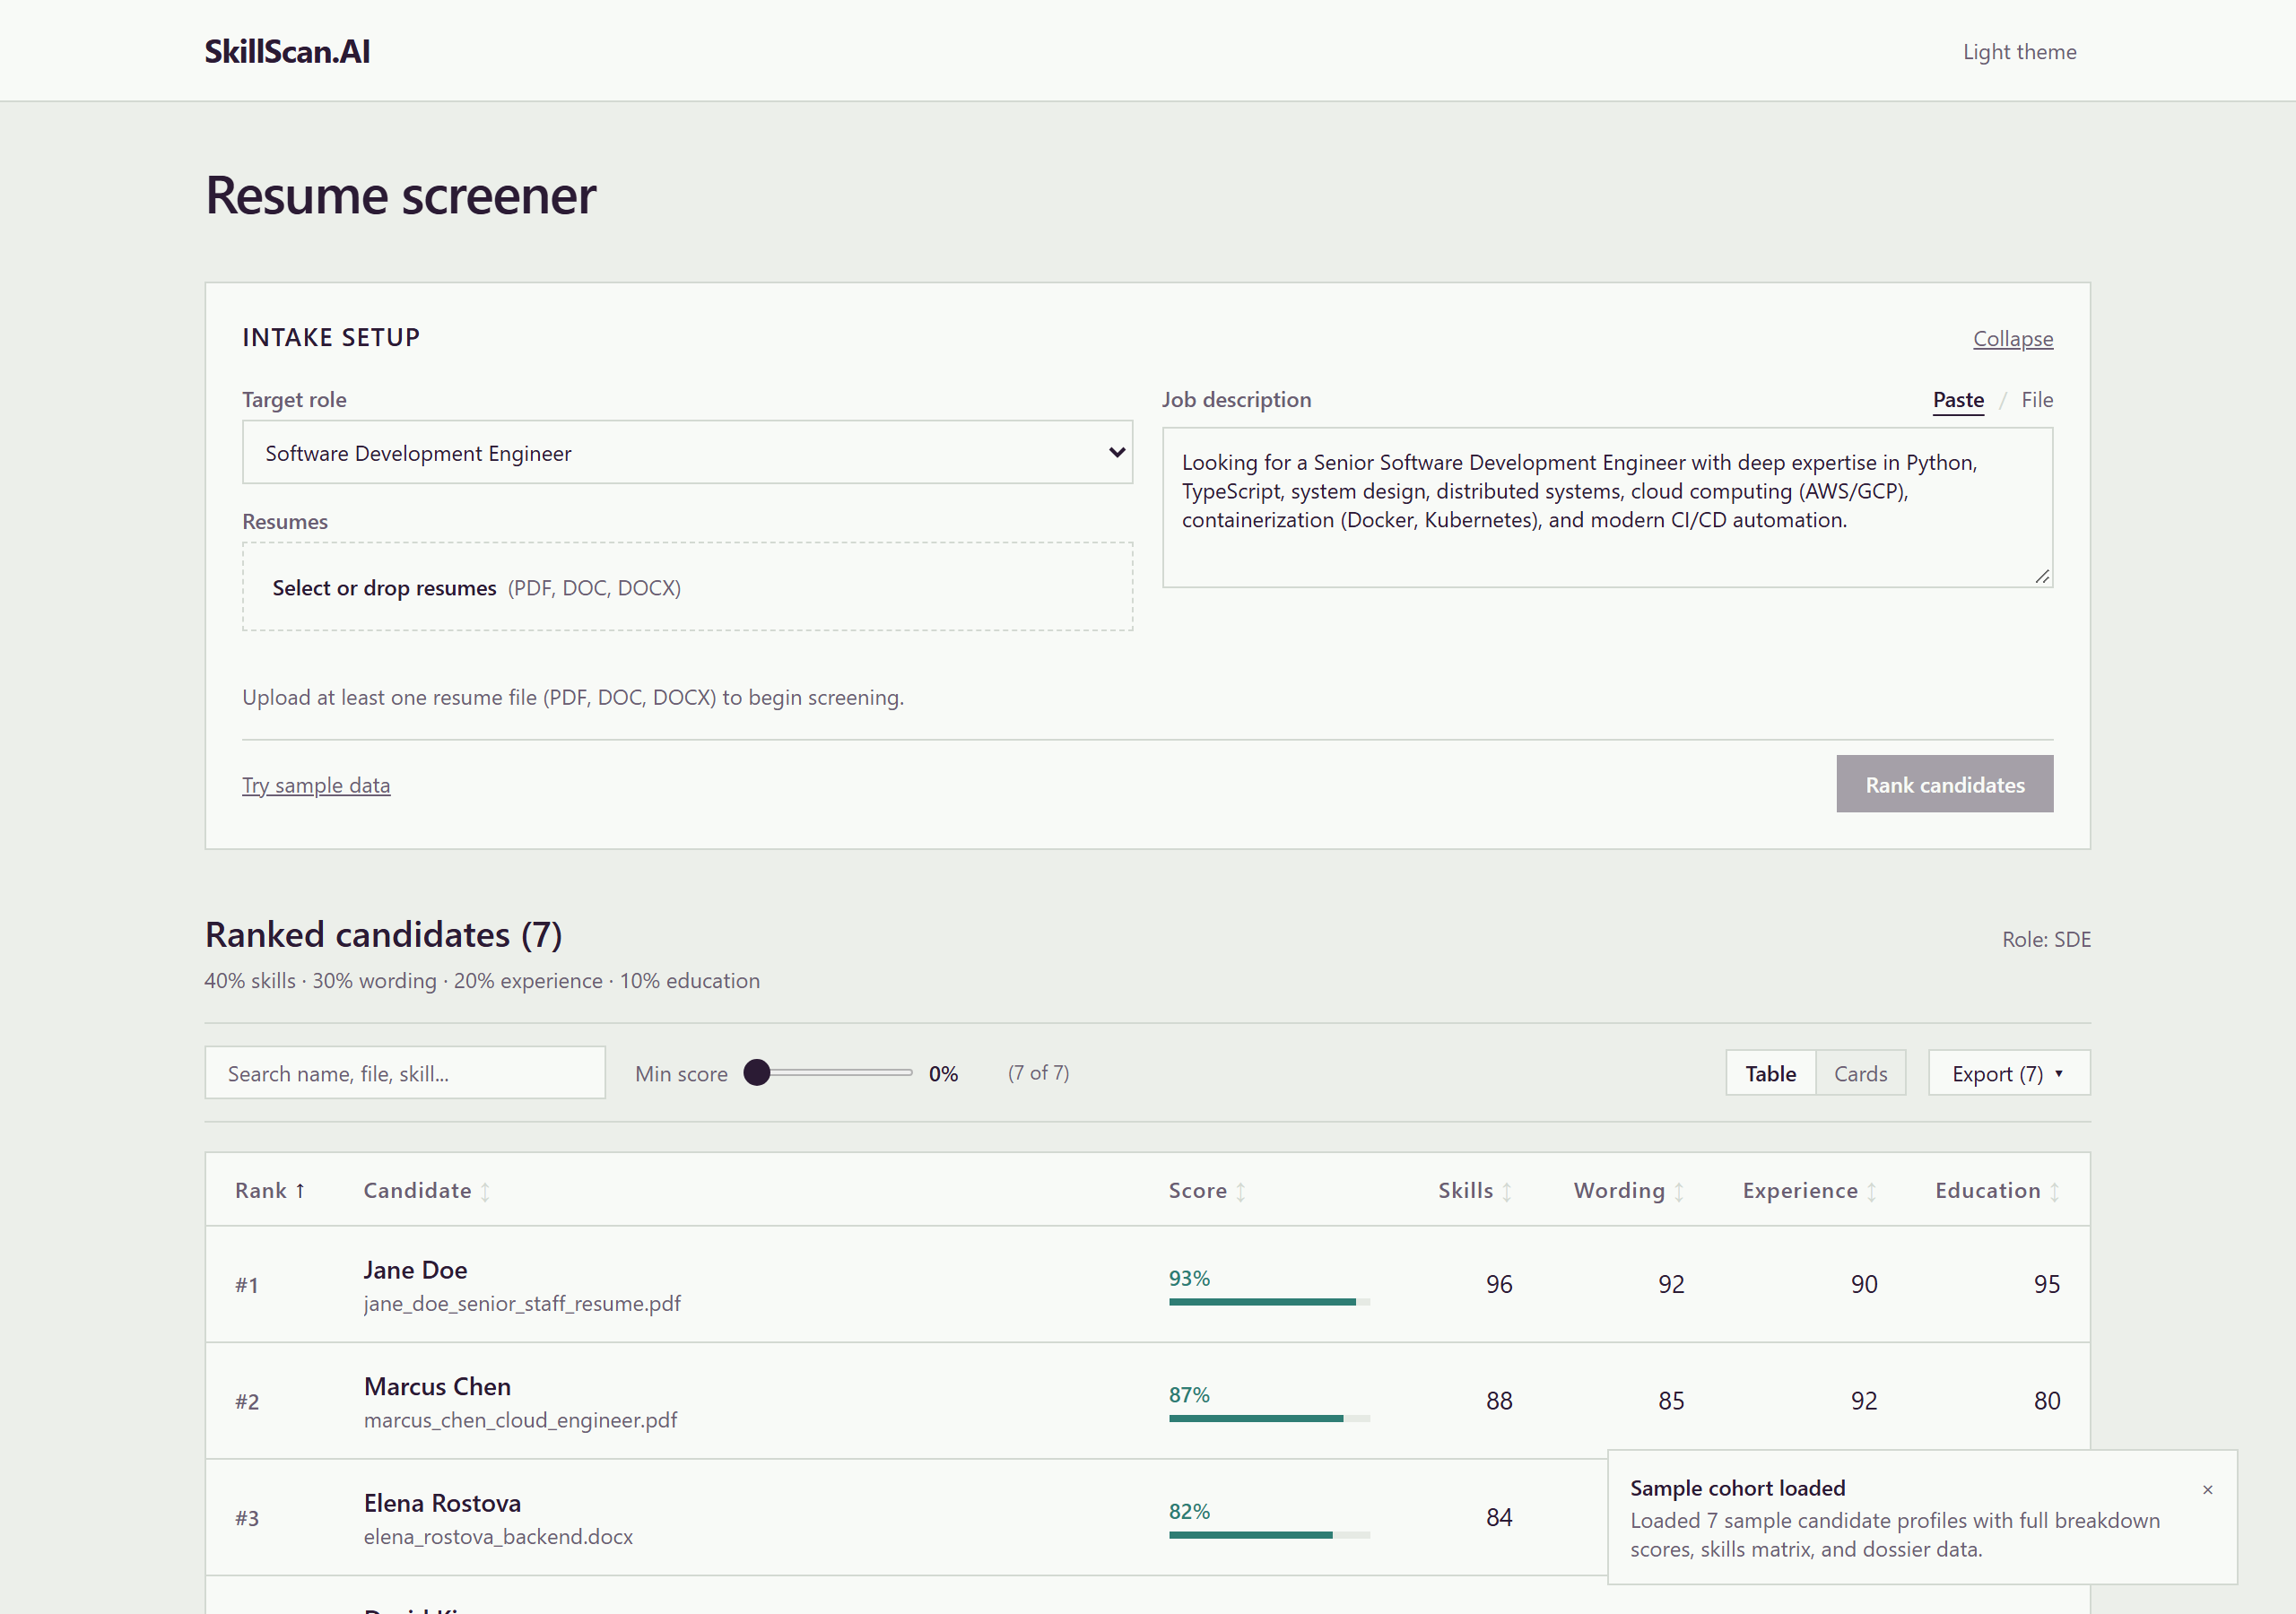 SkillScan.AI
Light theme
Resume screener
INTAKE SETUP
Collapse
Target role
Software Development Engineer
Resumes
Select or drop resumes (PDF, DOC, DOCX)
Job description
Paste / File
Looking for a Senior Software Development Engineer with deep expertise in Python,
TypeScript, system design, distributed systems, cloud computing (AWS/GCP),
containerization (Docker, Kubernetes), and modern CI/CD automation.
Upload at least one resume file (PDF, DOC, DOCX) to begin screening.
Try sample data
Rank candidates
Ranked candidates (7)
Role: SDE
40% skills · 30% wording · 20% experience · 10% education
Search name, file, skill...
Min score 0% (7 of 7)
Table Cards Export (7) ▾
Rank ↑ Candidate ↕ Score ↕ Skills ↕ Wording ↕ Experience ↕ Education ↕
#1 Jane Doe 93% 96 92 90 95
jane_doe_senior_staff_resume.pdf
#2 Marcus Chen 87% 88 85 92 80
marcus_chen_cloud_engineer.pdf
#3 Elena Rostova 82% 84
elena_rostova_backend.docx
Sample cohort loaded ×
Loaded 7 sample candidate profiles with full breakdown
scores, skills matrix, and dossier data.